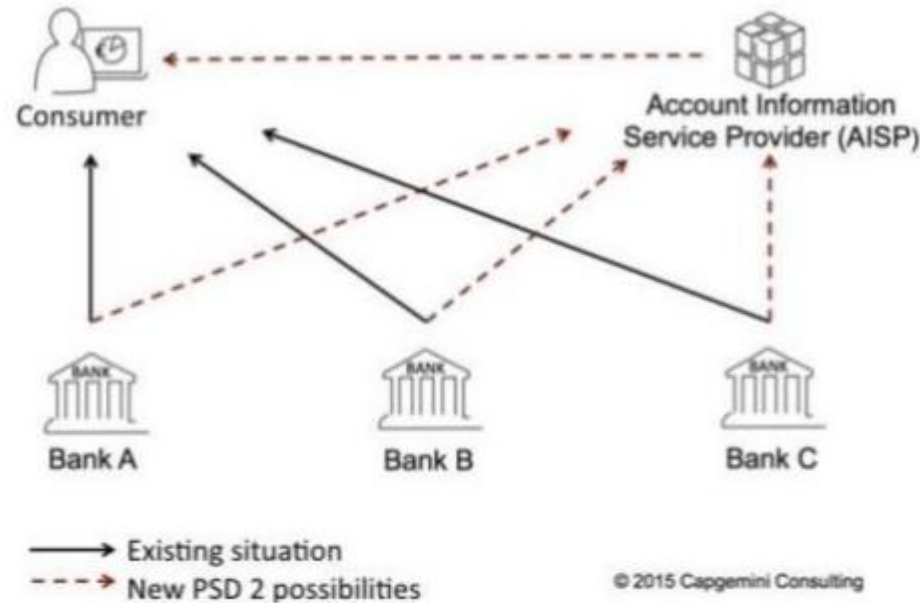 Consumer
Account Information
Service Provider (AISP)
BANK
BANK
BANK
Bank A
Bank B
Bank C
Existing situation
New PSD 2 possibilities
© 2015 Capgemini Consulting